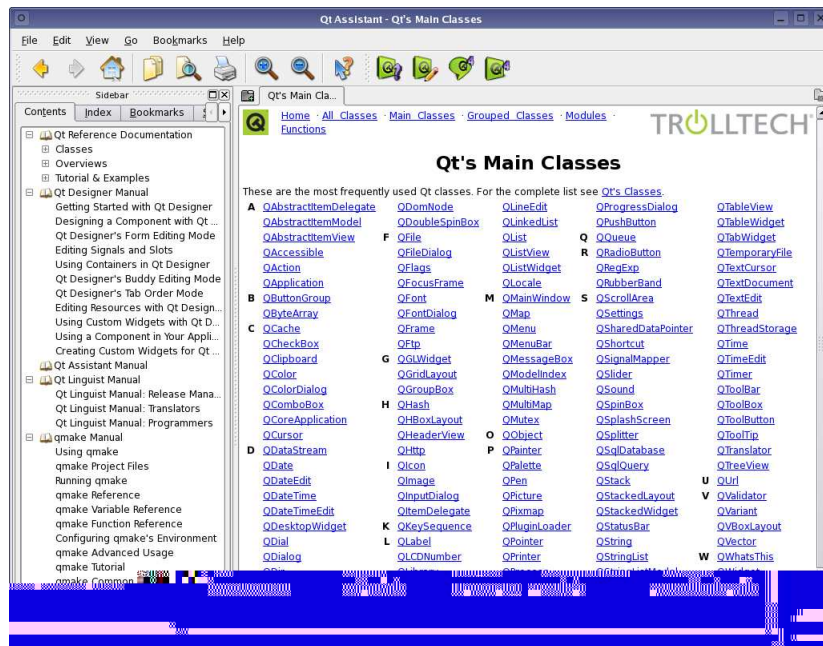 Qt Assistant - Qt's Main Classes
File Edit View Go Bookmarks Help
Sidebar
Qt's Main Cla...
Contents Index Bookmarks
Qt Reference Documentation
Classes
Overviews
Tutorial & Examples
Qt Designer Manual
Getting Started with Qt Designer
Designing a Component with Qt ...
Qt Designer's Form Editing Mode
Editing Signals and Slots
Using Containers in Qt Designer
Qt Designer's Buddy Editing Mode
Qt Designer's Tab Order Mode
Editing Resources with Qt Design...
Using Custom Widgets with Qt D...
Using a Component in Your Appli...
Creating Custom Widgets for Qt ...
Qt Assistant Manual
Qt Linguist Manual
Qt Linguist Manual: Release Mana...
Qt Linguist Manual: Translators
Qt Linguist Manual: Programmers
qmake Manual
Using qmake
qmake Project Files
Running qmake
qmake Reference
qmake Variable Reference
qmake Function Reference
Configuring qmake's Environment
qmake Advanced Usage
qmake Tutorial
qmake Common
Home · All Classes · Main Classes · Grouped Classes · Modules ·
Functions
TROLLTECH
Qt's Main Classes
These are the most frequently used Qt classes. For the complete list see Qt's Classes.
A QAbstractItemDelegate
QAbstractItemModel
QAbstractItemView
QAccessible
QAction
QApplication
B QButtonGroup
QByteArray
C QCache
QCheckBox
QClipboard
QColor
QColorDialog
QComboBox
QCoreApplication
QCursor
D QDataStream
QDate
QDateEdit
QDateTime
QDateTimeEdit
QDesktopWidget
QDial
QDialog
QDomNode
QDoubleSpinBox
F QFile
QFileDialog
QFlags
QFocusFrame
QFont
QFontDialog
QFrame
QFtp
G QGLWidget
QGridLayout
QGroupBox
H QHash
QHBoxLayout
QHeaderView
QHttp
I QIcon
QImage
QInputDialog
QItemDelegate
K QKeySequence
L QLabel
QLCDNumber
QLineEdit
QLinkedList
QList
QListView
QListWidget
QLocale
M QMainWindow
QMap
QMenu
QMenuBar
QMessageBox
QModelIndex
QMultiHash
QMultiMap
QMutex
O QObject
P QPainter
QPalette
QPen
QPicture
QPixmap
QPluginLoader
QPointer
QPrinter
QProgressDialog
QPushButton
Q QQueue
R QRadioButton
QRegExp
QRubberBand
S QScrollArea
QSettings
QSharedDataPointer
QShortcut
QSignalMapper
QSlider
QSound
QSpinBox
QSplashScreen
QSplitter
QSqlDatabase
QSqlQuery
QStack
QStackedLayout
QStackedWidget
QStatusBar
QString
QStringList
QTableView
QTableWidget
QTabWidget
QTemporaryFile
QTextCursor
QTextDocument
QTextEdit
QThread
QThreadStorage
QTime
QTimeEdit
QTimer
QToolBar
QToolBox
QToolButton
QToolTip
QTranslator
QTreeView
U QUrl
V QValidator
QVariant
QVBoxLayout
QVector
W QWhatsThis